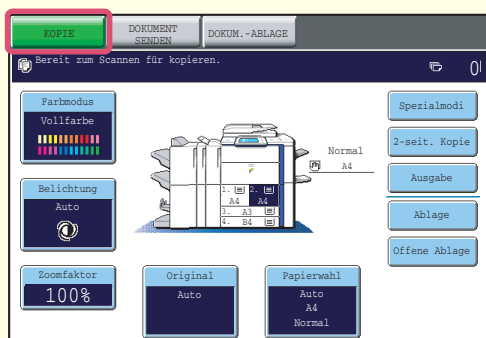 KOPIE
DOKUMENT
SENDEN
DOKUM.-ABLAGE
Bereit zum Scannen für kopieren.
0
Farbmodus
Vollfarbe
Spezialmodi
2-seit. Kopie
Normal
A4
Ausgabe
Belichtung
Auto
1. 2.
A4 A4
3. A3
4. B4
Ablage
Offene Ablage
Zoomfaktor
100%
Original
Auto
Papierwahl
Auto
A4
Normal